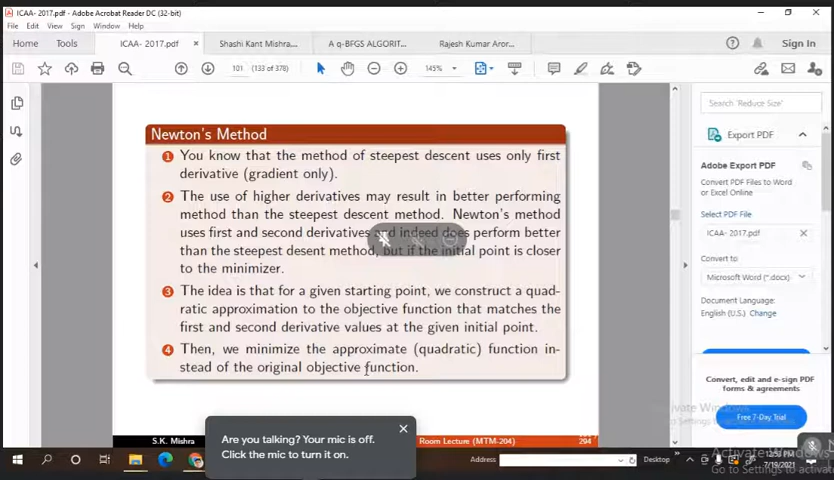 ICAA- 2017.pdf - Adobe Acrobat Reader DC (32-bit)
File Edit View Sign Window Help
Home Tools ICAA- 2017.pdf × Shashi Kant Mishra,... A q-BFGS ALGORIT... Rajesh Kumar Aror... Sign In
101 (133 of 378) 145%
Newton's Method
1 You know that the method of steepest descent uses only first
derivative (gradient only).
2 The use of higher derivatives may result in better performing
method than the steepest descent method. Newton's method
uses first and second derivatives and indeed does perform better
than the steepest desent method, but if the initial point is closer
to the minimizer.
3 The idea is that for a given starting point, we construct a quad-
ratic approximation to the objective function that matches the
first and second derivative values at the given initial point.
4 Then, we minimize the approximate (quadratic) function in-
stead of the original objective function.
S.K. Mishra
Room Lecture (MTM-204)
294
Are you talking? Your mic is off.
Click the mic to turn it on.
Search 'Reduce Size'
Export PDF
Adobe Export PDF
Convert PDF Files to Word
or Excel Online
Select PDF File
ICAA- 2017.pdf
Convert to
Microsoft Word (*.docx)
Document Language:
English (U.S.) Change
Convert, edit and e-sign PDF
forms & agreements
Free 7-Day Trial
Activate Windows
Go to Settings to activate
Address
Desktop
7/19/2021